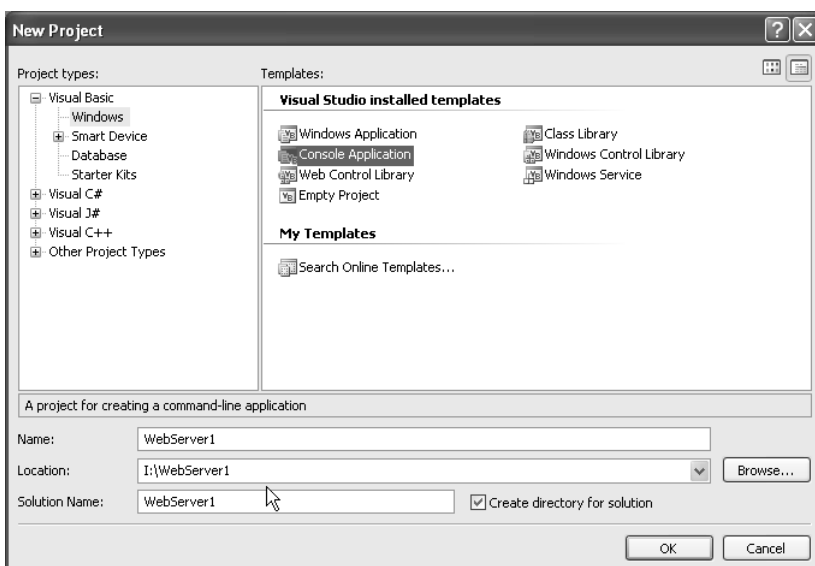 New Project
Project types:
Templates:
Visual Basic
Windows
Smart Device
Database
Starter Kits
Visual C#
Visual J#
Visual C++
Other Project Types
Visual Studio installed templates
Windows Application
Console Application
Web Control Library
Empty Project
Class Library
Windows Control Library
Windows Service
My Templates
Search Online Templates...
A project for creating a command-line application
Name: WebServer1
Location: I:\WebServer1 Browse...
Solution Name: WebServer1 Create directory for solution
OK Cancel